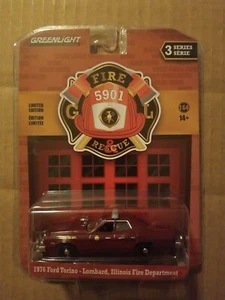 GREENLIGHT
3 SERIES
SÉRIE
FIRE
5901
G L
&
RESCUE
LIMITED
EDITION
ÉDITION
LIMITÉE
1:64
14+
1976 Ford Torino - Lombard, Illinois Fire Department